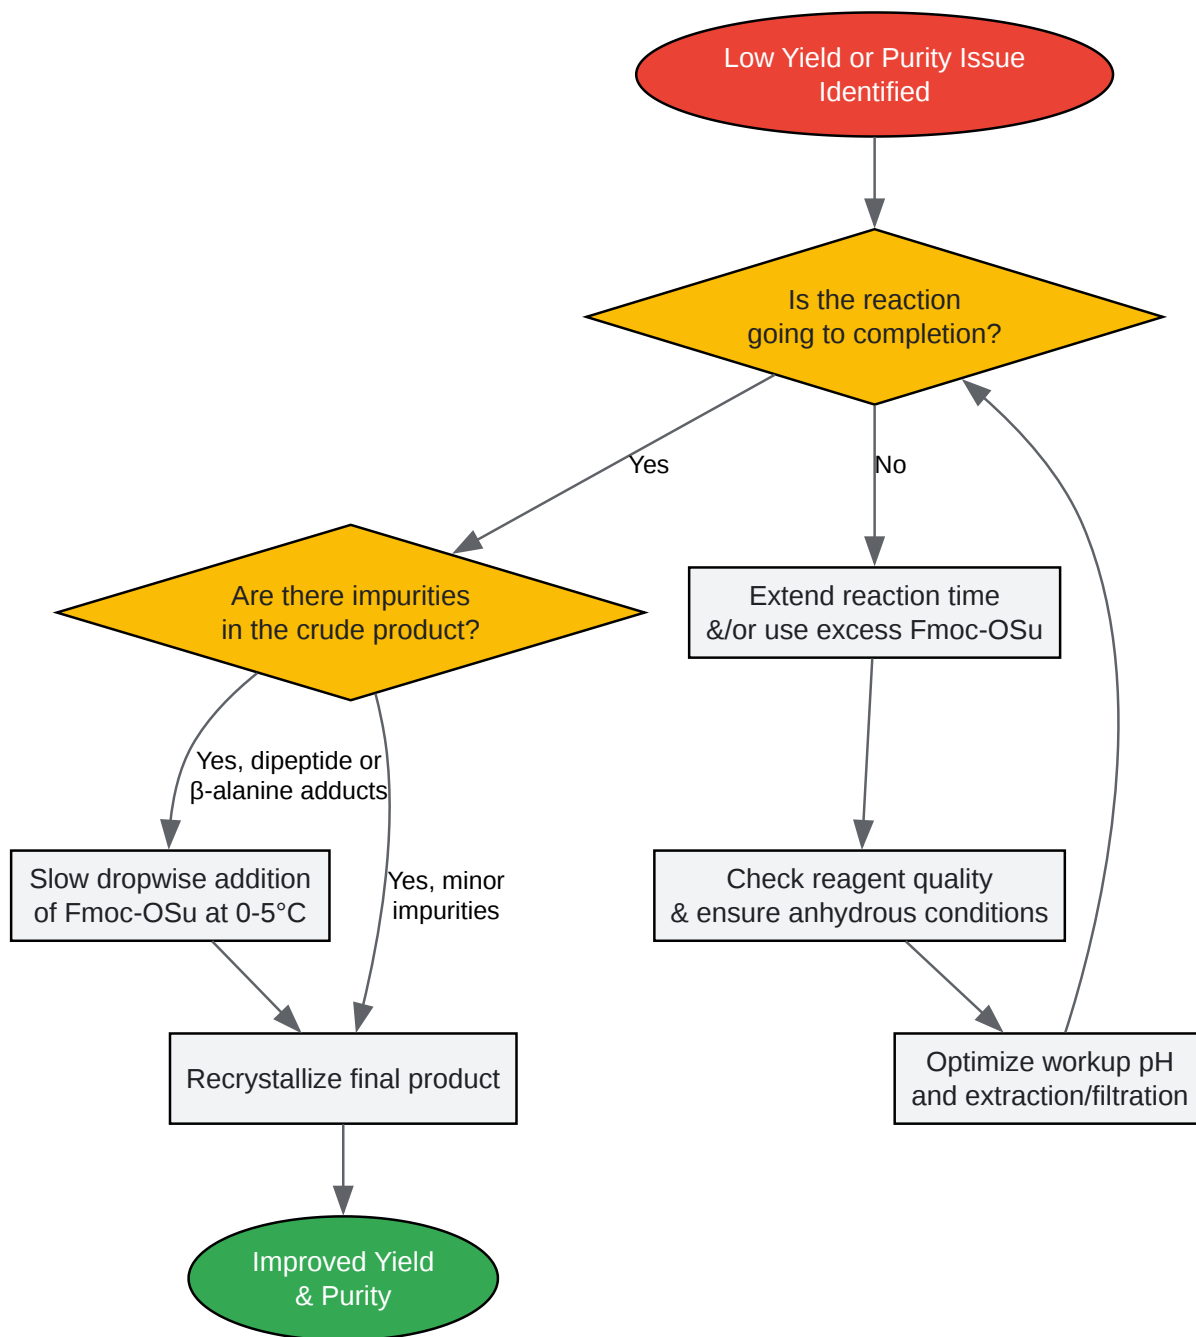 Low Yield or Purity Issue
Identified
Is the reaction
going to completion?
Yes
No
Are there impurities
in the crude product?
Extend reaction time
&/or use excess Fmoc-OSu
Yes, dipeptide or
β-alanine adducts
Slow dropwise addition
of Fmoc-OSu at 0-5°C
Yes, minor
impurities
Check reagent quality
& ensure anhydrous conditions
Recrystallize final product
Optimize workup pH
and extraction/filtration
Improved Yield
& Purity